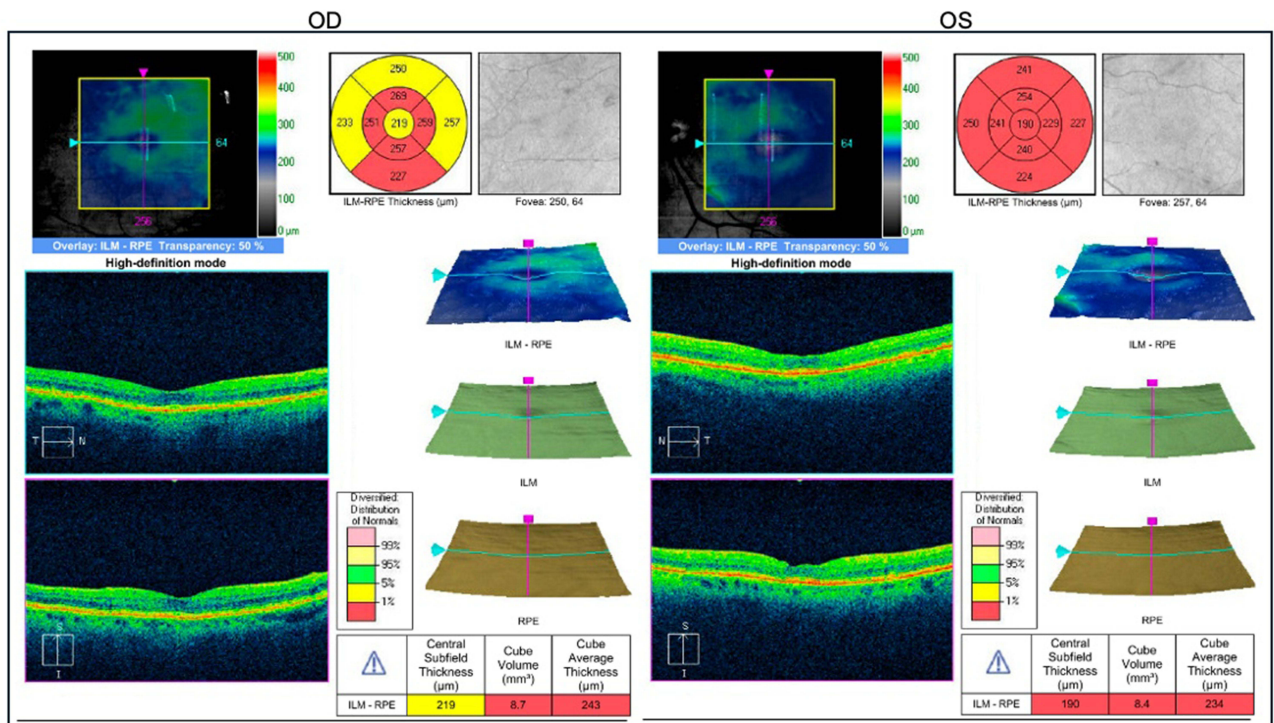 OD
OS
500
400
300
200
100
0 µm
64
256
Overlay: ILM - RPE Transparency: 50 %
250
269
233
251
219
259
257
257
227
ILM-RPE Thickness (µm)
Fovea: 250, 64
500
400
300
200
100
0 µm
64
256
Overlay: ILM - RPE Transparency: 50 %
241
254
250
241
190
229
227
240
224
ILM-RPE Thickness (µm)
Fovea: 257, 64
High-definition mode
T
N
S
I
ILM - RPE
ILM
RPE
Diversified:
Distribution
of Normals
99%
95%
5%
1%
Central
Subfield
Thickness
(µm)
Cube
Volume
(mm³)
Cube
Average
Thickness
(µm)
ILM - RPE
219
8.7
243
High-definition mode
N
T
S
I
ILM - RPE
ILM
RPE
Diversified:
Distribution
of Normals
99%
95%
5%
1%
Central
Subfield
Thickness
(µm)
Cube
Volume
(mm³)
Cube
Average
Thickness
(µm)
ILM - RPE
190
8.4
234